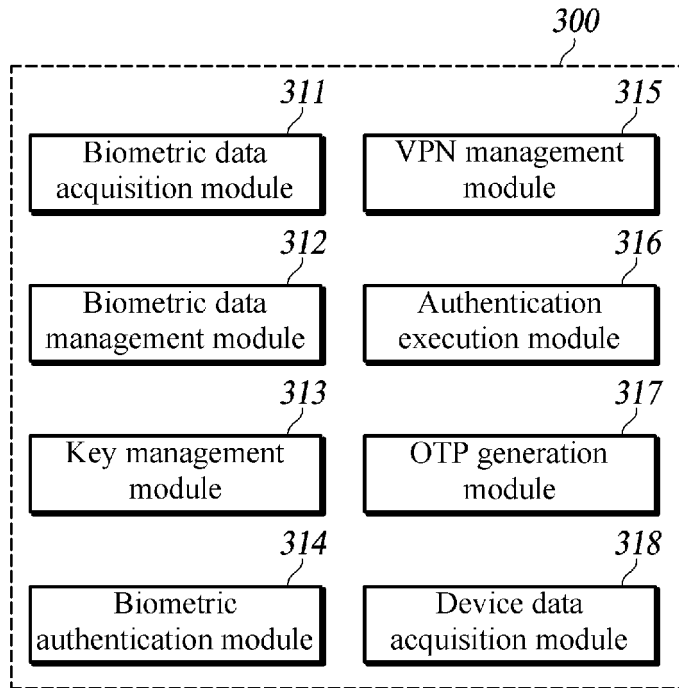 300
311
Biometric data
acquisition module
315
VPN management
module
312
Biometric data
management module
316
Authentication
execution module
313
Key management
module
317
OTP generation
module
314
Biometric
authentication module
318
Device data
acquisition module